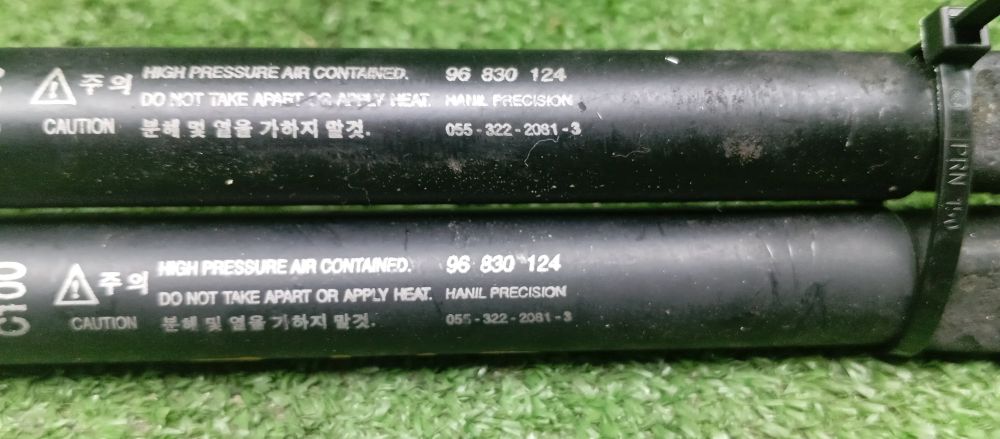 주의 HIGH PRESSURE AIR CONTAINED. 96 830 124
DO NOT TAKE APART OR APPLY HEAT. HANIL PRECISION
CAUTION 분해 및 열을 가하지 말것. 055-322-2081-3
주의 HIGH PRESSURE AIR CONTAINED. 96 830 124
DO NOT TAKE APART OR APPLY HEAT. HANIL PRECISION
CAUTION 분해 및 열을 가하지 말것. 055-322-2081-3
C100
PRN 150